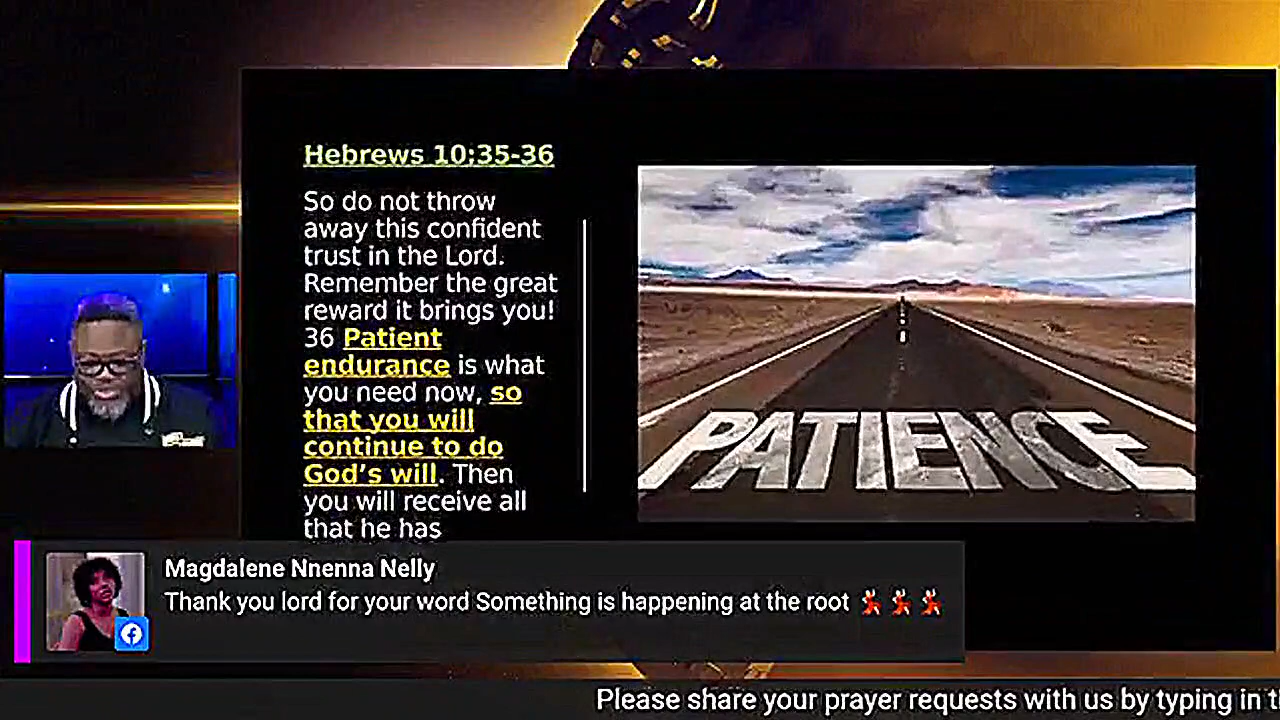 Hebrews 10:35-36
So do not throw
away this confident
trust in the Lord.
Remember the great
reward it brings you!
36 Patient
endurance is what
you need now, so
that you will
continue to do
God’s will. Then
you will receive all
that he has
PATIENCE
Magdalene Nnenna Nelly
Thank you lord for your word Something is happening at the root 💃💃💃
Please share your prayer requests with us by typing in t